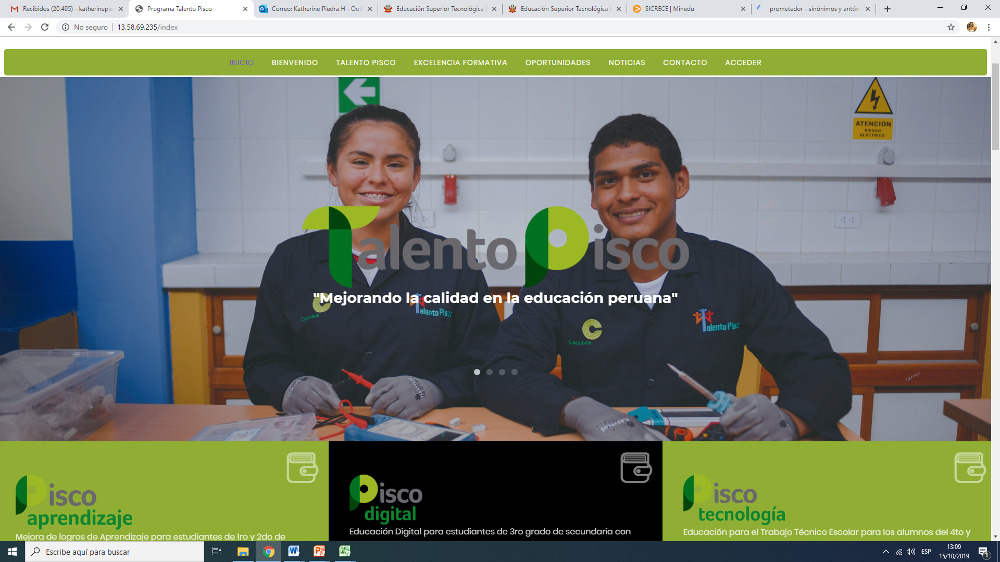 Recibidos (20.495) - katherinepie
Programa Talento Pisco
Correo: Katherine Piedra H - Outl
Educación Superior Tecnológica |
Educación Superior Tecnológica |
SICRECE | Minedu
prometedor - sinónimos y antóni
No seguro
13.58.69.235/index
INICIO
BIENVENIDO
TALENTO PISCO
EXCELENCIA FORMATIVA
OPORTUNIDADES
NOTICIAS
CONTACTO
ACCEDER
ATENCIÓN
RIESGO
ELÉCTRICO
Talento Pisco
"Mejorando la calidad en la educación peruana"
Camisea
Talento Pisco
Camisea
Talento Pisco
Pisco
aprendizaje
Mejora de logros de Aprendizaje para estudiantes de 1ro y 2do de
Pisco
digital
Educación Digital para estudiantes de 3ro grado de secundaria con
Pisco
tecnología
Educación para el Trabajo Técnico Escolar para los alumnos del 4to y
Escribe aquí para buscar
ESP
13:09
15/10/2019
1